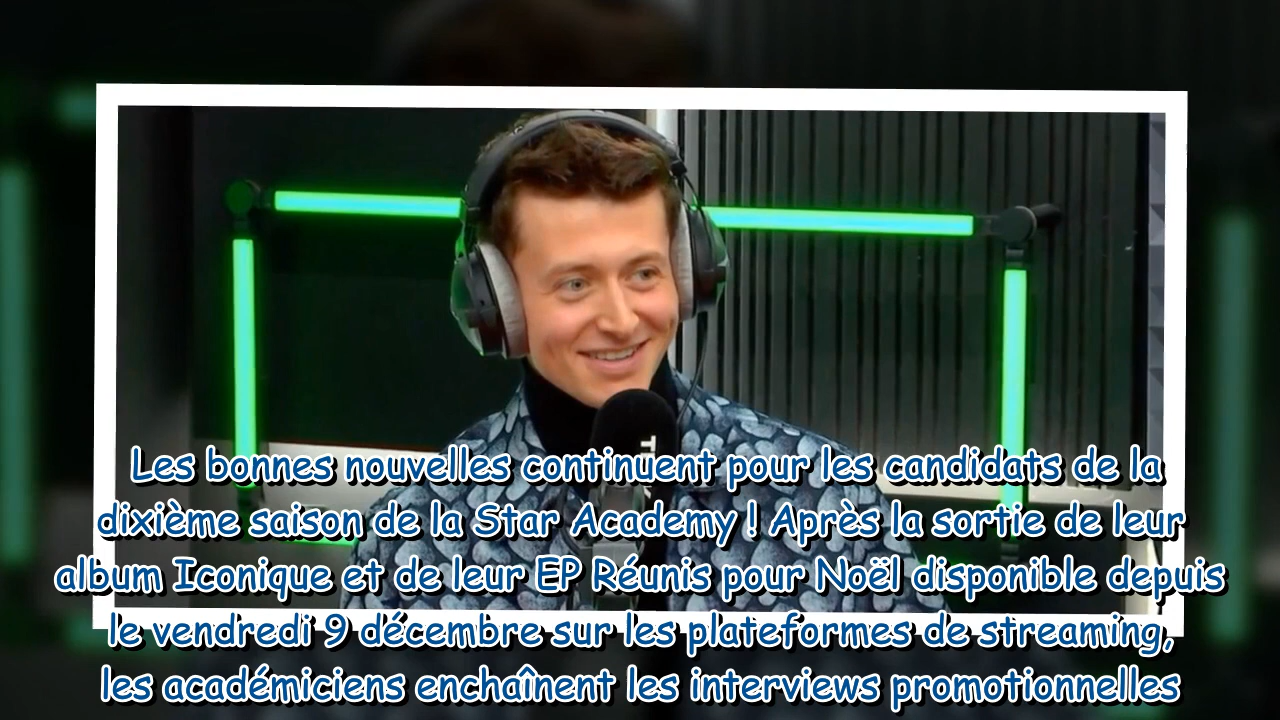 Les bonnes nouvelles continuent pour les candidats de la
dixième saison de la Star Academy ! Après la sortie de leur
album Iconique et de leur EP Réunis pour Noël disponible depuis
le vendredi 9 décembre sur les plateformes de streaming,
les académiciens enchaînent les interviews promotionnelles